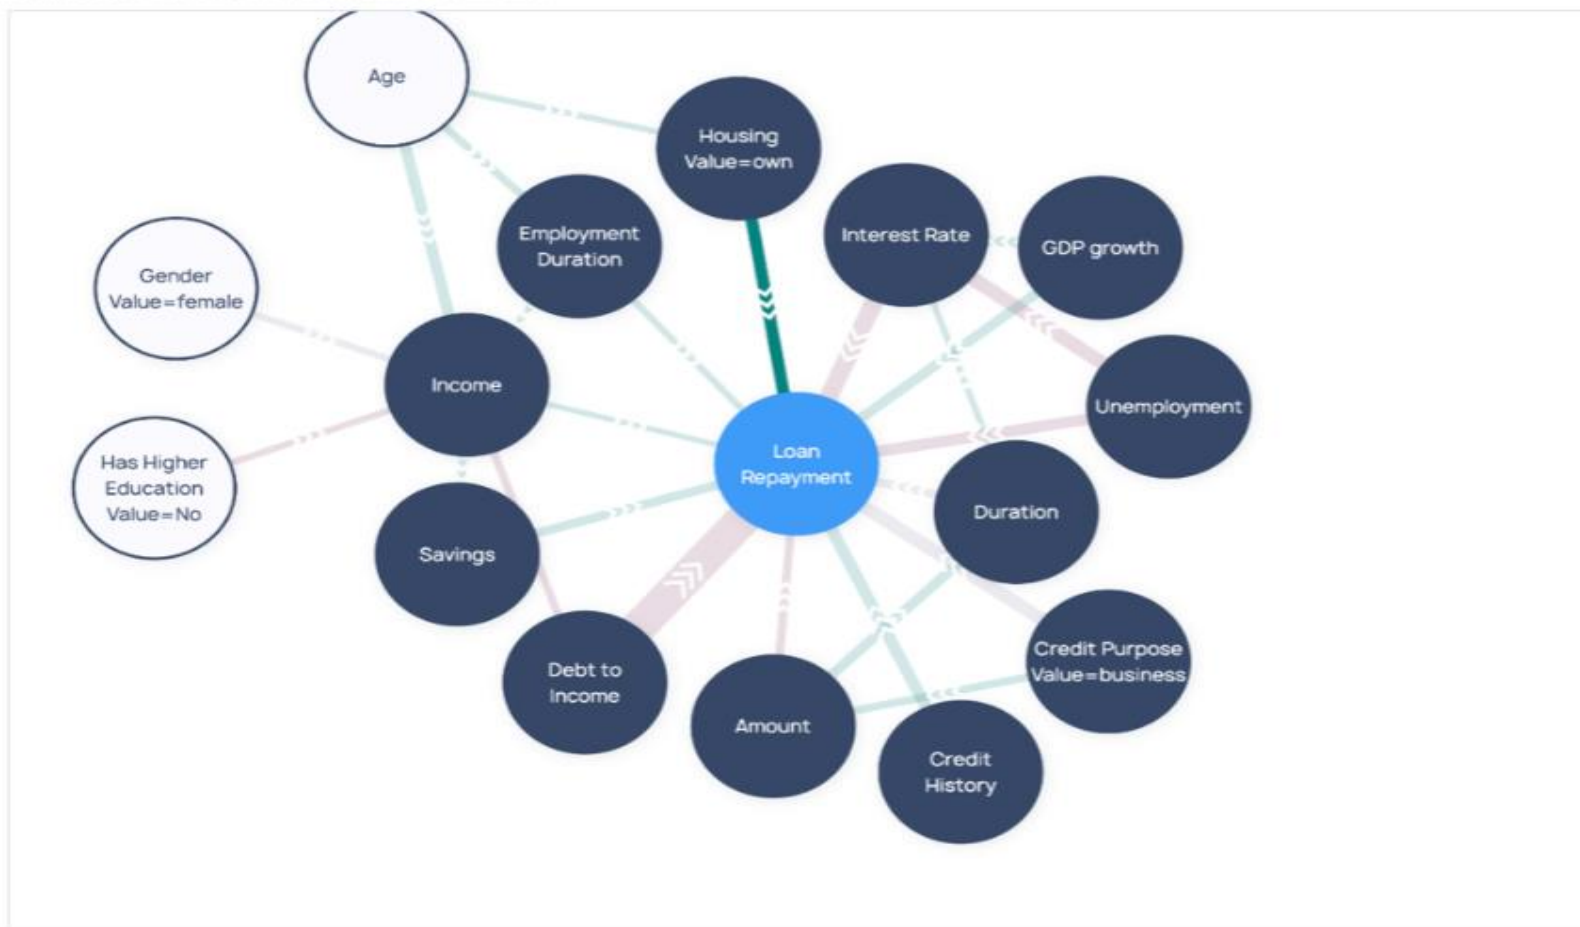 Age
Housing
Value=own
Employment
Duration
Interest Rate
GDP growth
Gender
Value=female
Income
Unemployment
Loan
Repayment
Has Higher
Education
Value=No
Savings
Duration
Debt to
Income
Amount
Credit Purpose
Value=business
Credit
History